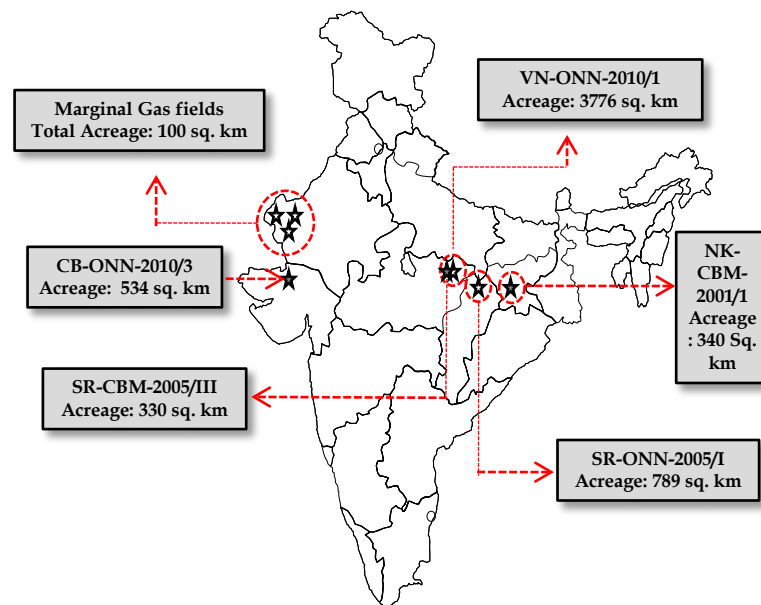 VN-ONN-2010/1
Acreage: 3776 sq. km
Marginal Gas fields
Total Acreage: 100 sq. km
CB-ONN-2010/3
Acreage: 534 sq. km
NK-
CBM-
2001/1
Acreage
: 340 Sq.
km
SR-CBM-2005/III
Acreage: 330 sq. km
SR-ONN-2005/I
Acreage: 789 sq. km